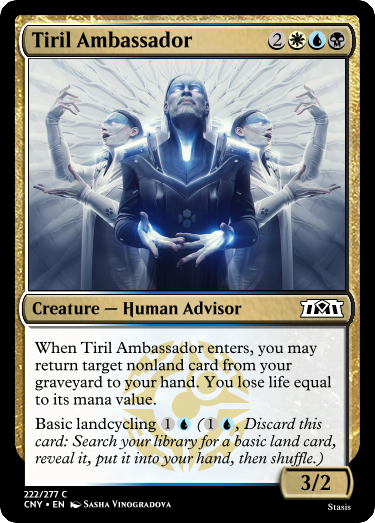 Tiril Ambassador 2
Creature — Human Advisor
When Tiril Ambassador enters, you may
return target nonland card from your
graveyard to your hand. You lose life equal
to its mana value.
Basic landcycling 1 (1 , Discard this
card: Search your library for a basic land card,
reveal it, put it into your hand, then shuffle.)
3/2
222/277 C
CNY • EN Sasha Vinogradova
Stasis